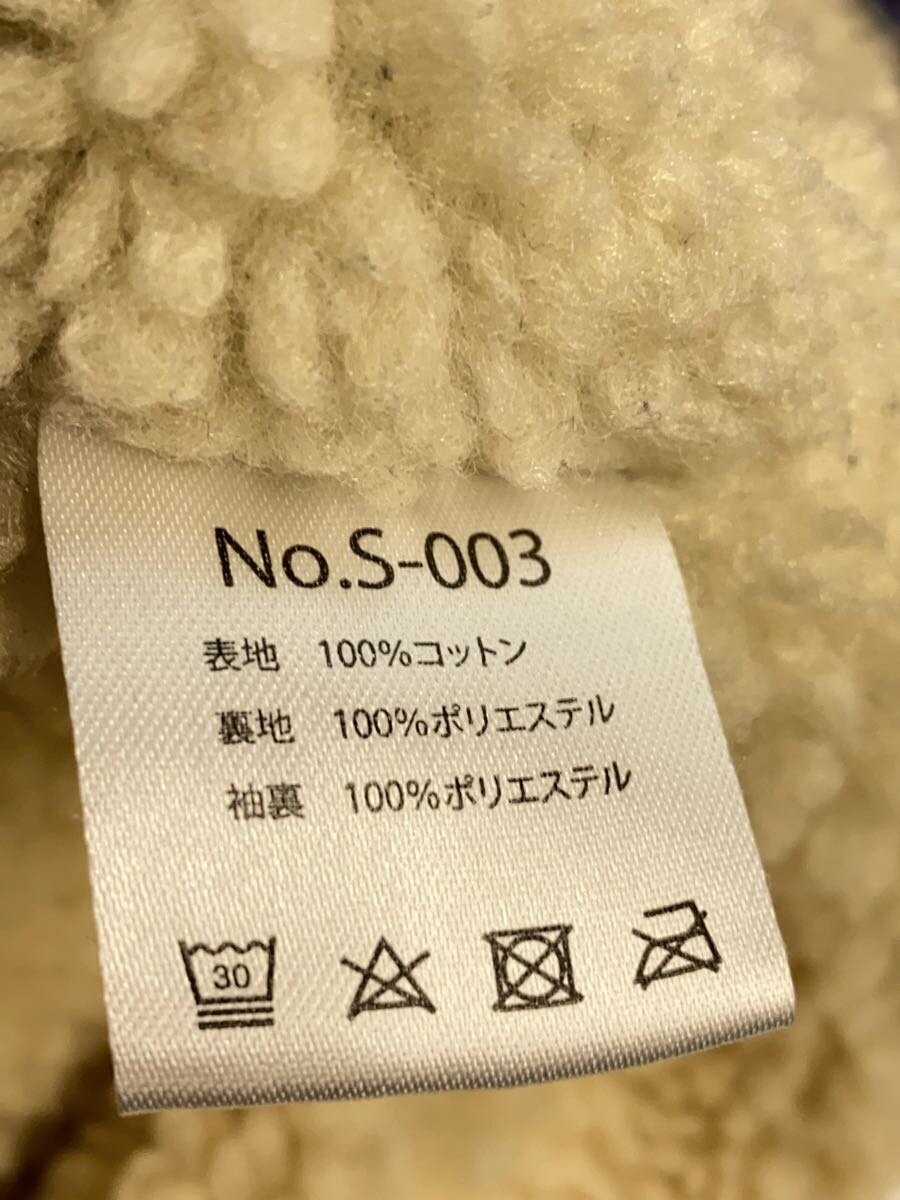 No.S-003
表地 100%コットン
裏地 100%ポリエステル
袖裏 100%ポリエステル
30